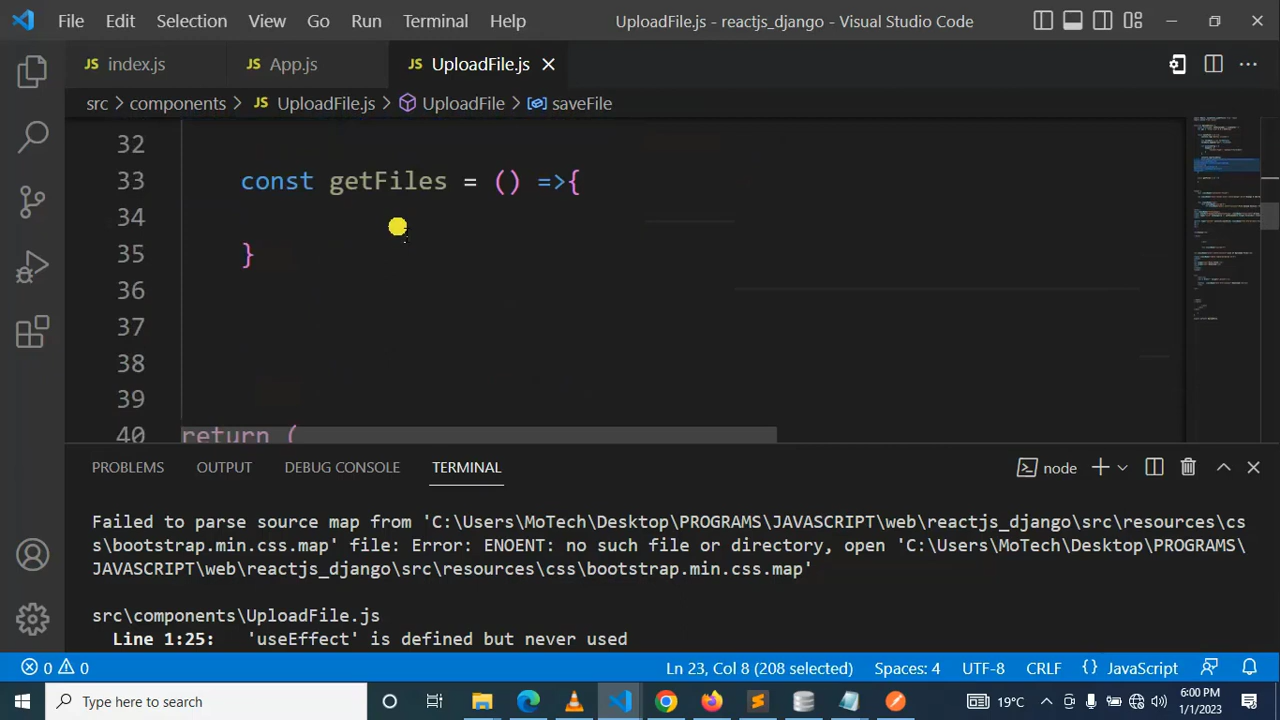 File Edit Selection View Go Run Terminal Help UploadFile.js - reactjs_django - Visual Studio Code
JS index.js JS App.js JS UploadFile.js
src > components > JS UploadFile.js > UploadFile > saveFile
32
33 const getFiles = () =>{
34
35 }
36
37
38
39
40 return (
PROBLEMS OUTPUT DEBUG CONSOLE TERMINAL node
Failed to parse source map from 'C:\Users\MoTech\Desktop\PROGRAMS\JAVASCRIPT\web\reactjs_django\src\resources\cs
s\bootstrap.min.css.map' file: Error: ENOENT: no such file or directory, open 'C:\Users\MoTech\Desktop\PROGRAMS\
JAVASCRIPT\web\reactjs_django\src\resources\css\bootstrap.min.css.map'
src\components\UploadFile.js
Line 1:25: 'useEffect' is defined but never used
0 0 Ln 23, Col 8 (208 selected) Spaces: 4 UTF-8 CRLF {} JavaScript
Type here to search 19°C 6:00 PM
1/1/2023